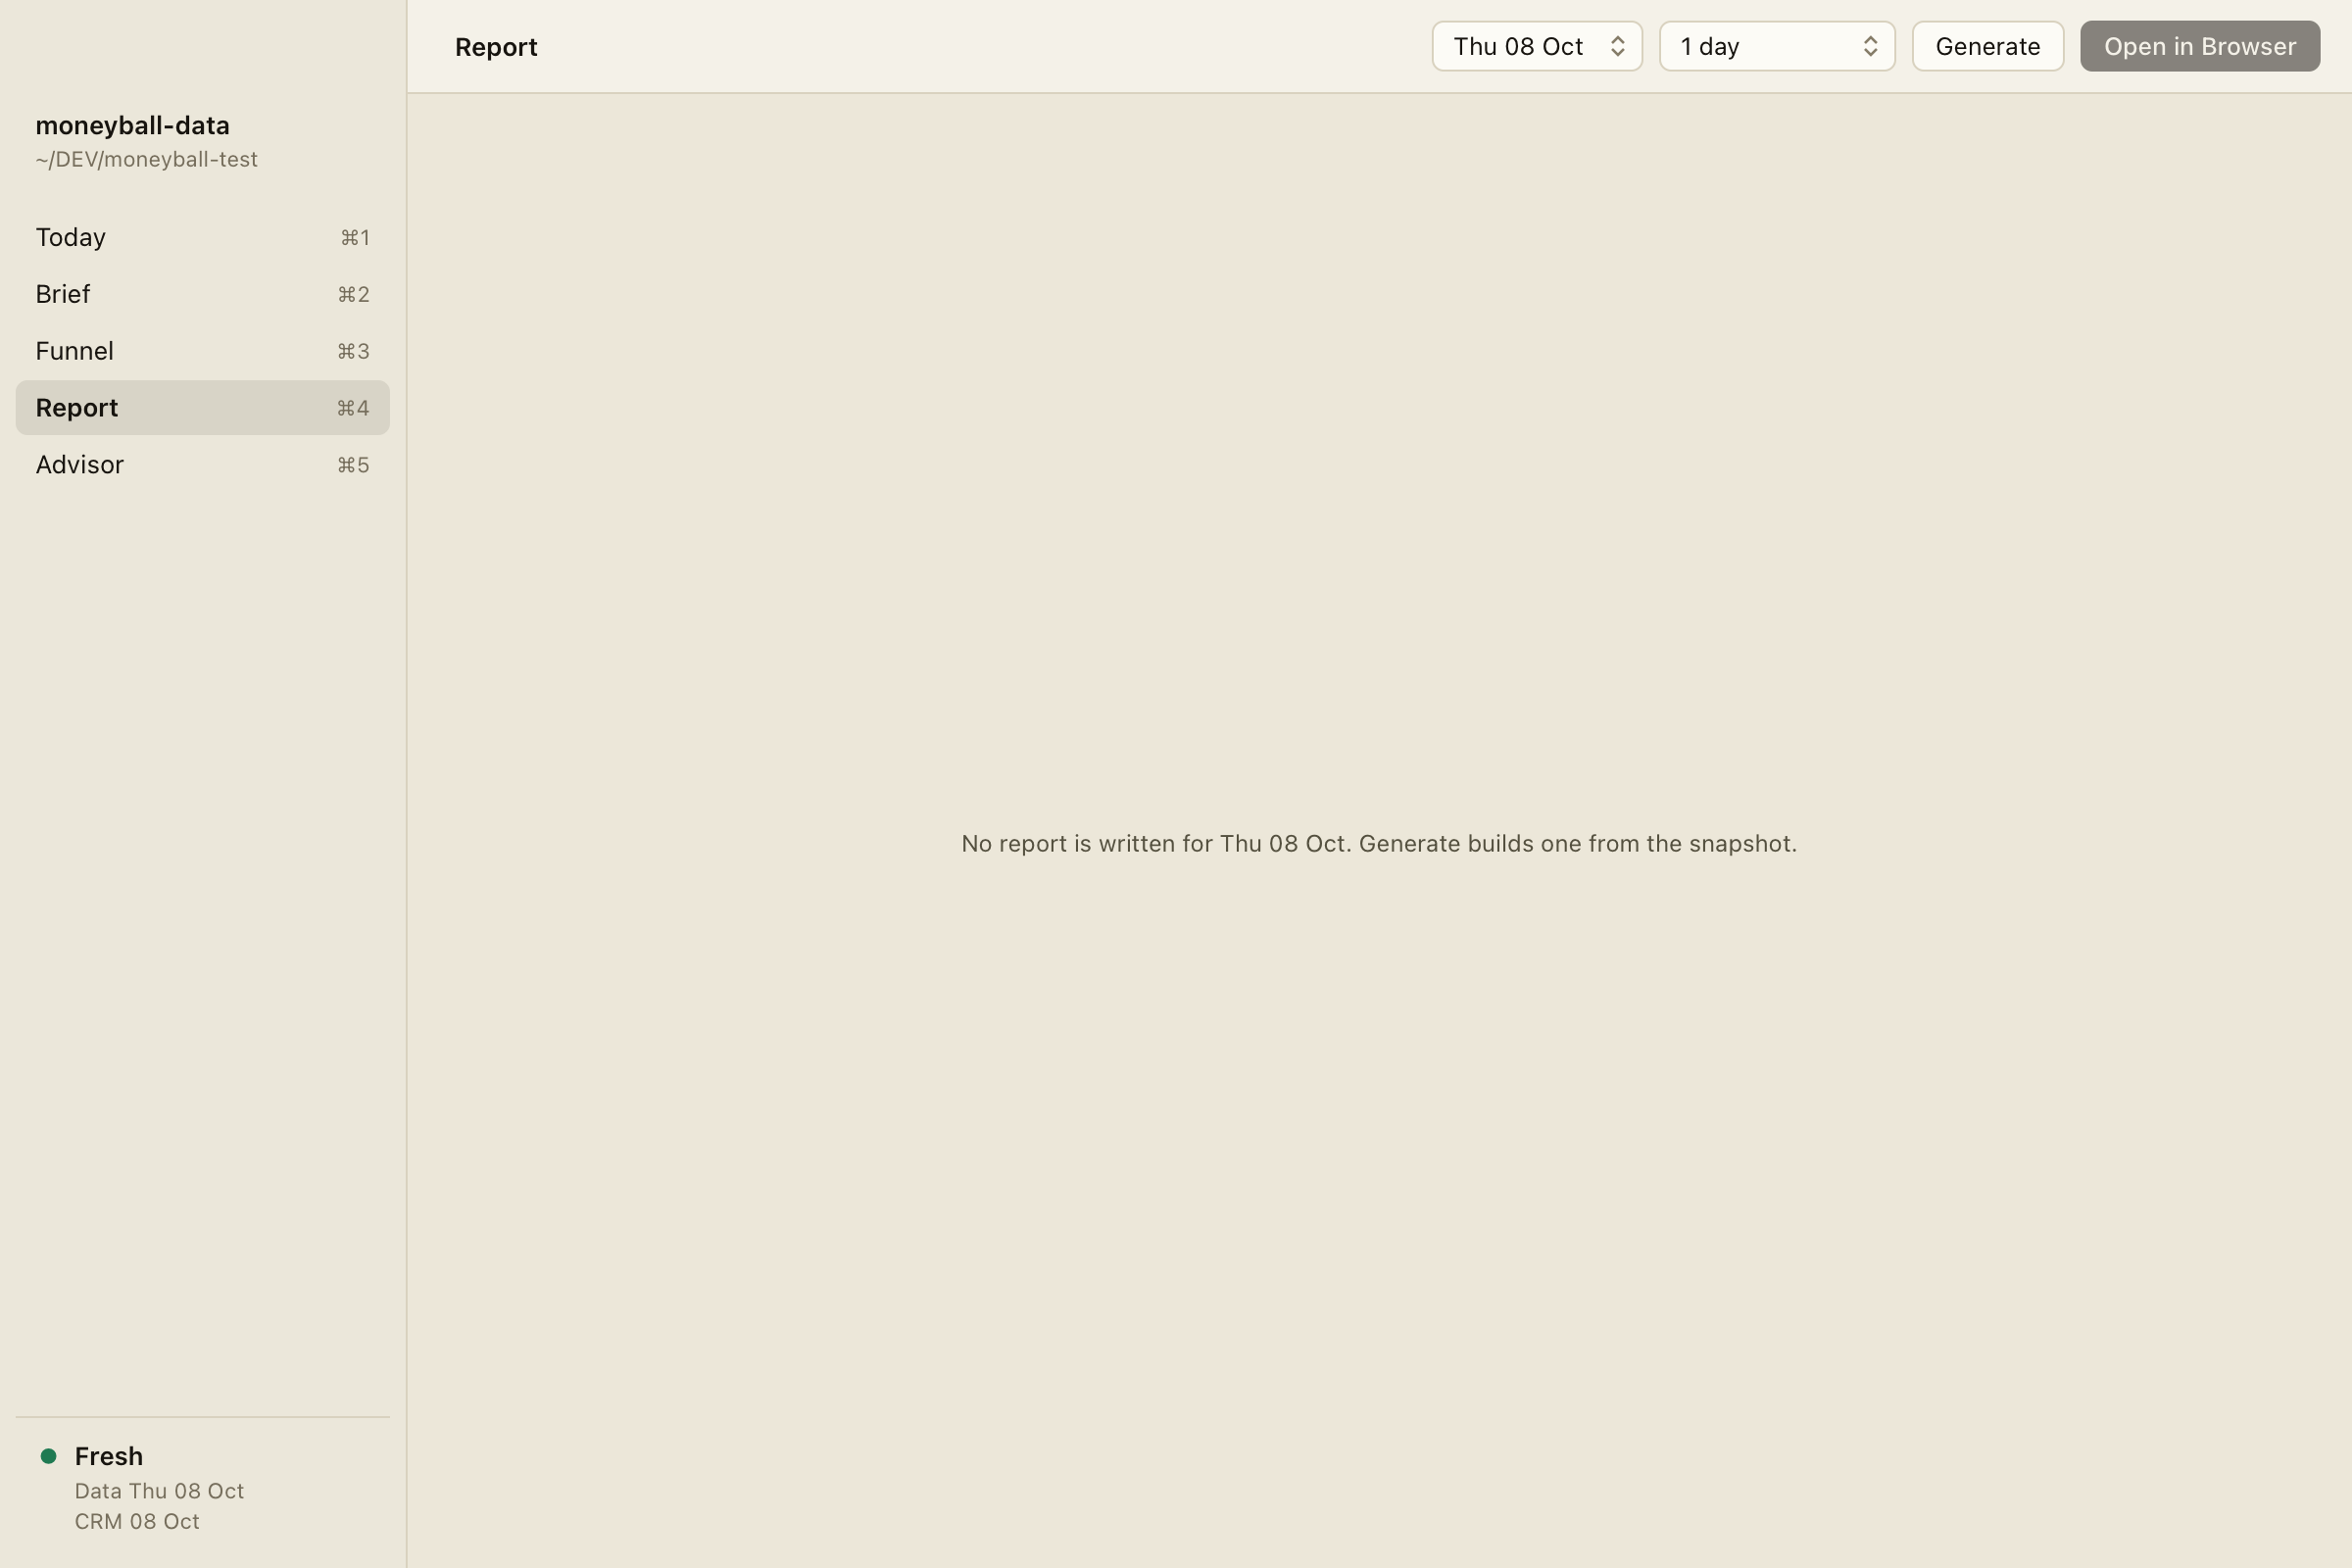 moneyball-data
~/DEV/moneyball-test
Today ⌘1
Brief ⌘2
Funnel ⌘3
Report ⌘4
Advisor ⌘5
Fresh
Data Thu 08 Oct
CRM 08 Oct
Report
Thu 08 Oct
1 day
Generate
Open in Browser
No report is written for Thu 08 Oct. Generate builds one from the snapshot.